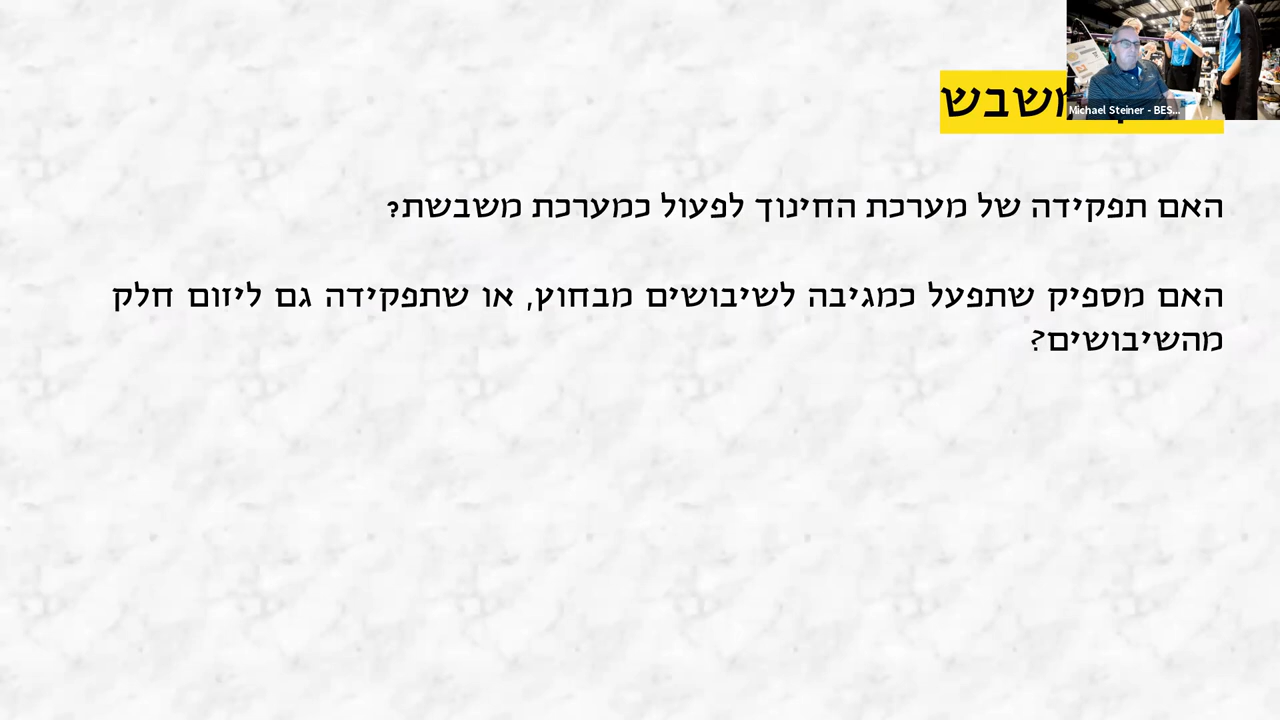 משבש
Michael Steiner - BES...
האם תפקידה של מערכת החינוך לפעול כמערכת משבשת?
האם מספיק שתפעל כמגיבה לשיבושים מבחוץ, או שתפקידה גם ליזום חלק
מהשיבושים?